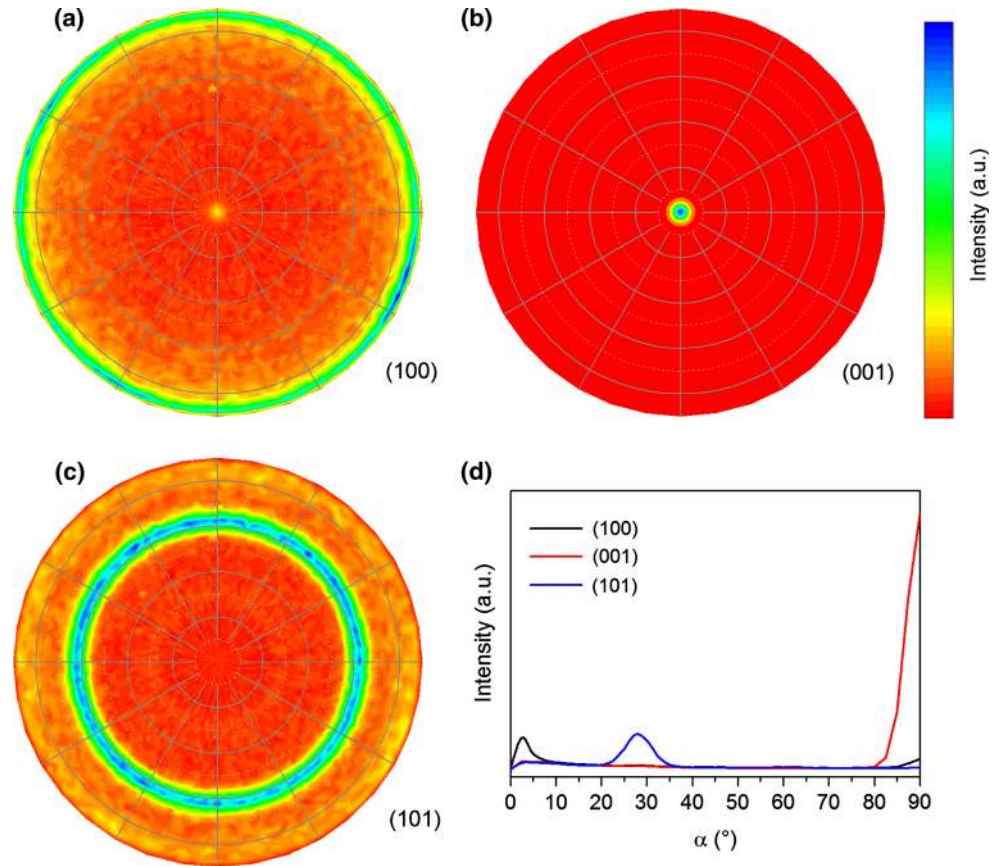 (a)
(100)
(b)
(001)
Intensity (a.u.)
(c)
(101)
(d)
Intensity (a.u.)
(100)
(001)
(101)
0 10 20 30 40 50 60 70 80 90
α (°)